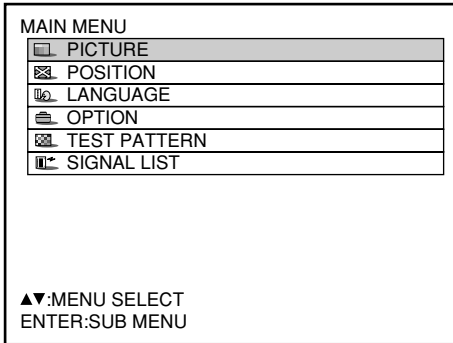 MAIN MENU
PICTURE
POSITION
LANGUAGE
OPTION
TEST PATTERN
SIGNAL LIST
▲▼:MENU SELECT
ENTER:SUB MENU